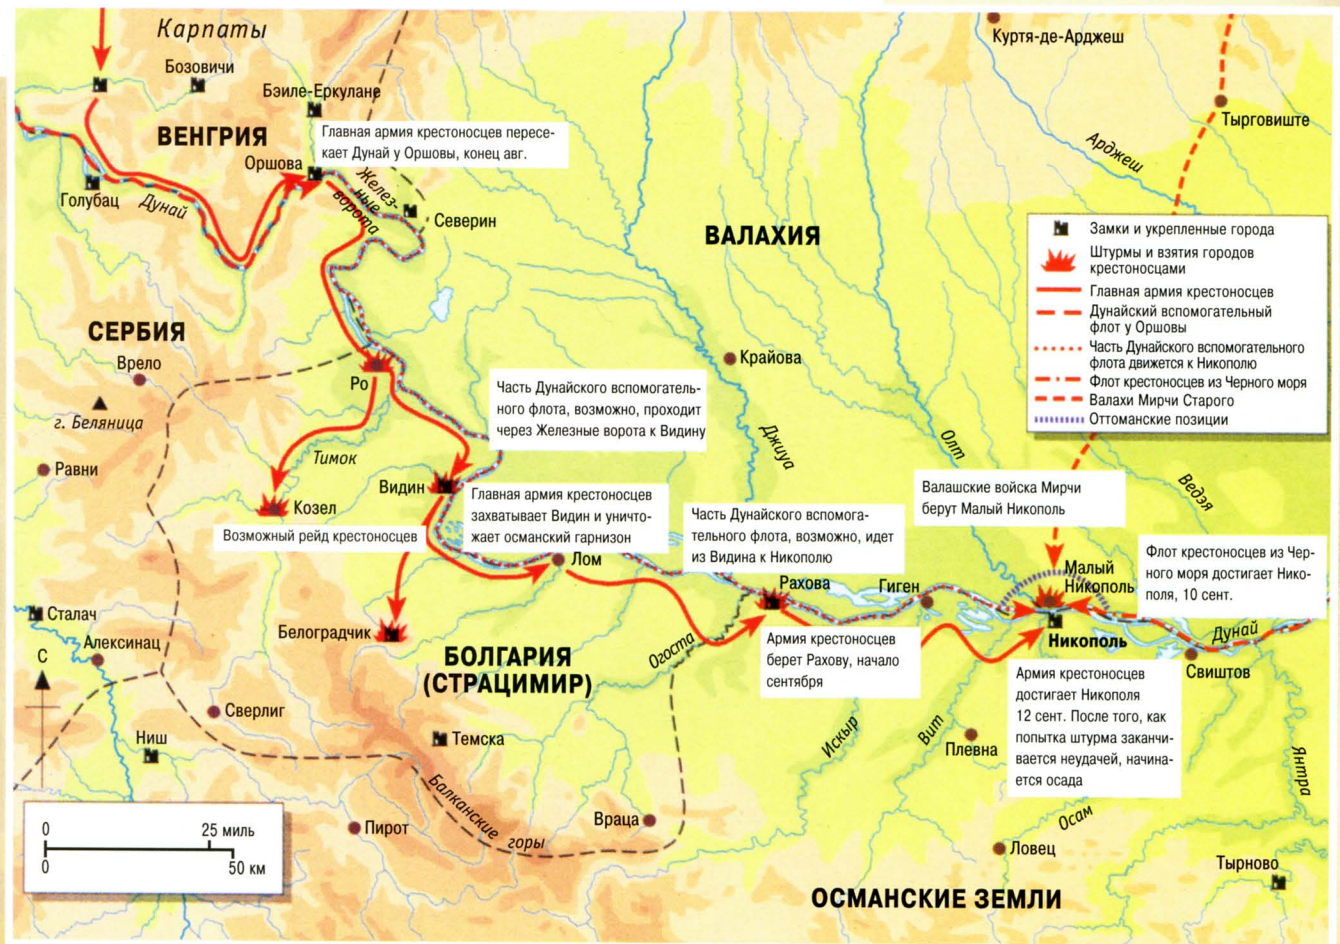 Карпаты
Куртя-де-Арджеш
Бозовичи
Бэиле-Еркулане
Тырговиште
ВЕНГРИЯ
Главная армия крестоносцев пересе-
кает Дунай у Оршовы, конец авг.
Оршова
Арджеш
Голубац
Дунай
Желез-
ные
ворота
Северин
ВАЛАХИЯ
Замки и укрепленные города
Штурмы и взятия городов
крестоносцами
Главная армия крестоносцев
Дунайский вспомогательный
флот у Оршовы
Часть Дунайского вспомогательного
флота движется к Никополю
Флот крестоносцев из Черного моря
Валахи Мирчи Старого
Оттоманские позиции
СЕРБИЯ
Врело
Ро
Крайова
г. Беляница
Часть Дунайского вспомогатель-
ного флота, возможно, проходит
через Железные ворота к Видину
Равни
Тимок
Джиуа
Олт
Ведэя
Видин
Козел
Возможный рейд крестоносцев
Главная армия крестоносцев
захватывает Видин и уничто-
жает османский гарнизон
Часть Дунайского вспомога-
тельного флота, возможно, идет
из Видина к Никополю
Валашские войска Мирчи
берут Малый Никополь
Флот крестоносцев из Чер-
ного моря достигает Нико-
поля, 10 сент.
Лом
Рахова
Гиген
Малый
Никополь
Сталач
Белоградчик
Алексинац
С
БОЛГАРИЯ
(СТРАЦИМИР)
Огоста
Армия крестоносцев
берет Рахову, начало
сентября
Никополь
Дунай
Свиштов
Армия крестоносцев
достигает Никополя
12 сент. После того, как
попытка штурма заканчи-
вается неудачей, начина-
ется осада
Сверлиг
Ниш
Темска
Искыр
Вит
Плевна
Янтра
Балканские
горы
Пирот
Враца
Осам
Ловец
Тырново
0
25 миль
0
50 км
ОСМАНСКИЕ ЗЕМЛИ